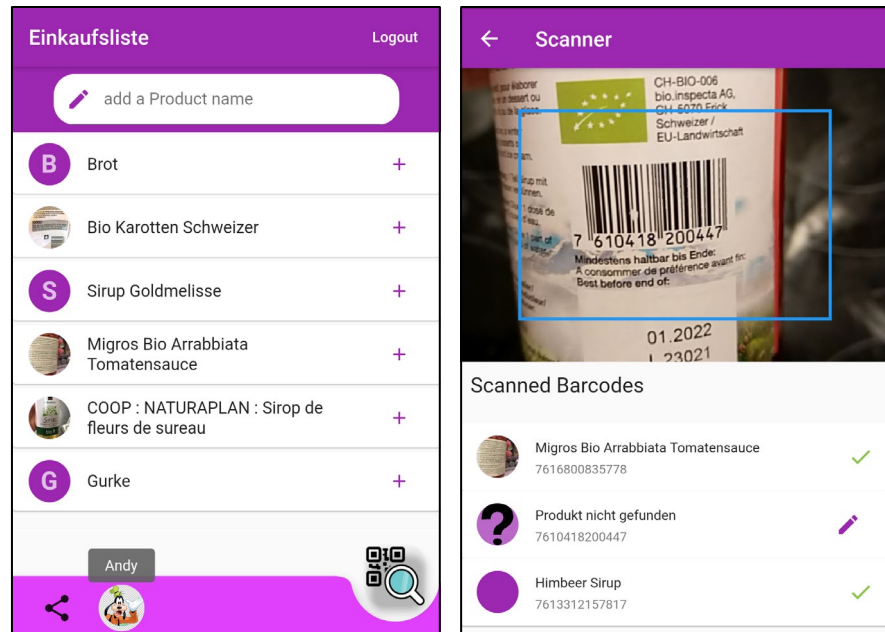 Einkaufsliste
Logout
add a Product name
B
Brot
Bio Karotten Schweizer
S
Sirup Goldmelisse
Migros Bio Arrabbiata
Tomatensauce
COOP : NATURAPLAN : Sirop de
fleurs de sureau
G
Gurke
Andy
Scanner
CH-BIO-006
bio.inspecta AG,
CH-5070 Frick
Schweizer /
EU-Landwirtschaft
7 610418 200447
Mindestens haltbar bis Ende:
A consommer de préférence avant fin:
Best before end of:
01.2022
L 23021
Scanned Barcodes
Migros Bio Arrabbiata Tomatensauce
7616800835778
?
Produkt nicht gefunden
7610418200447
Himbeer Sirup
7613312157817